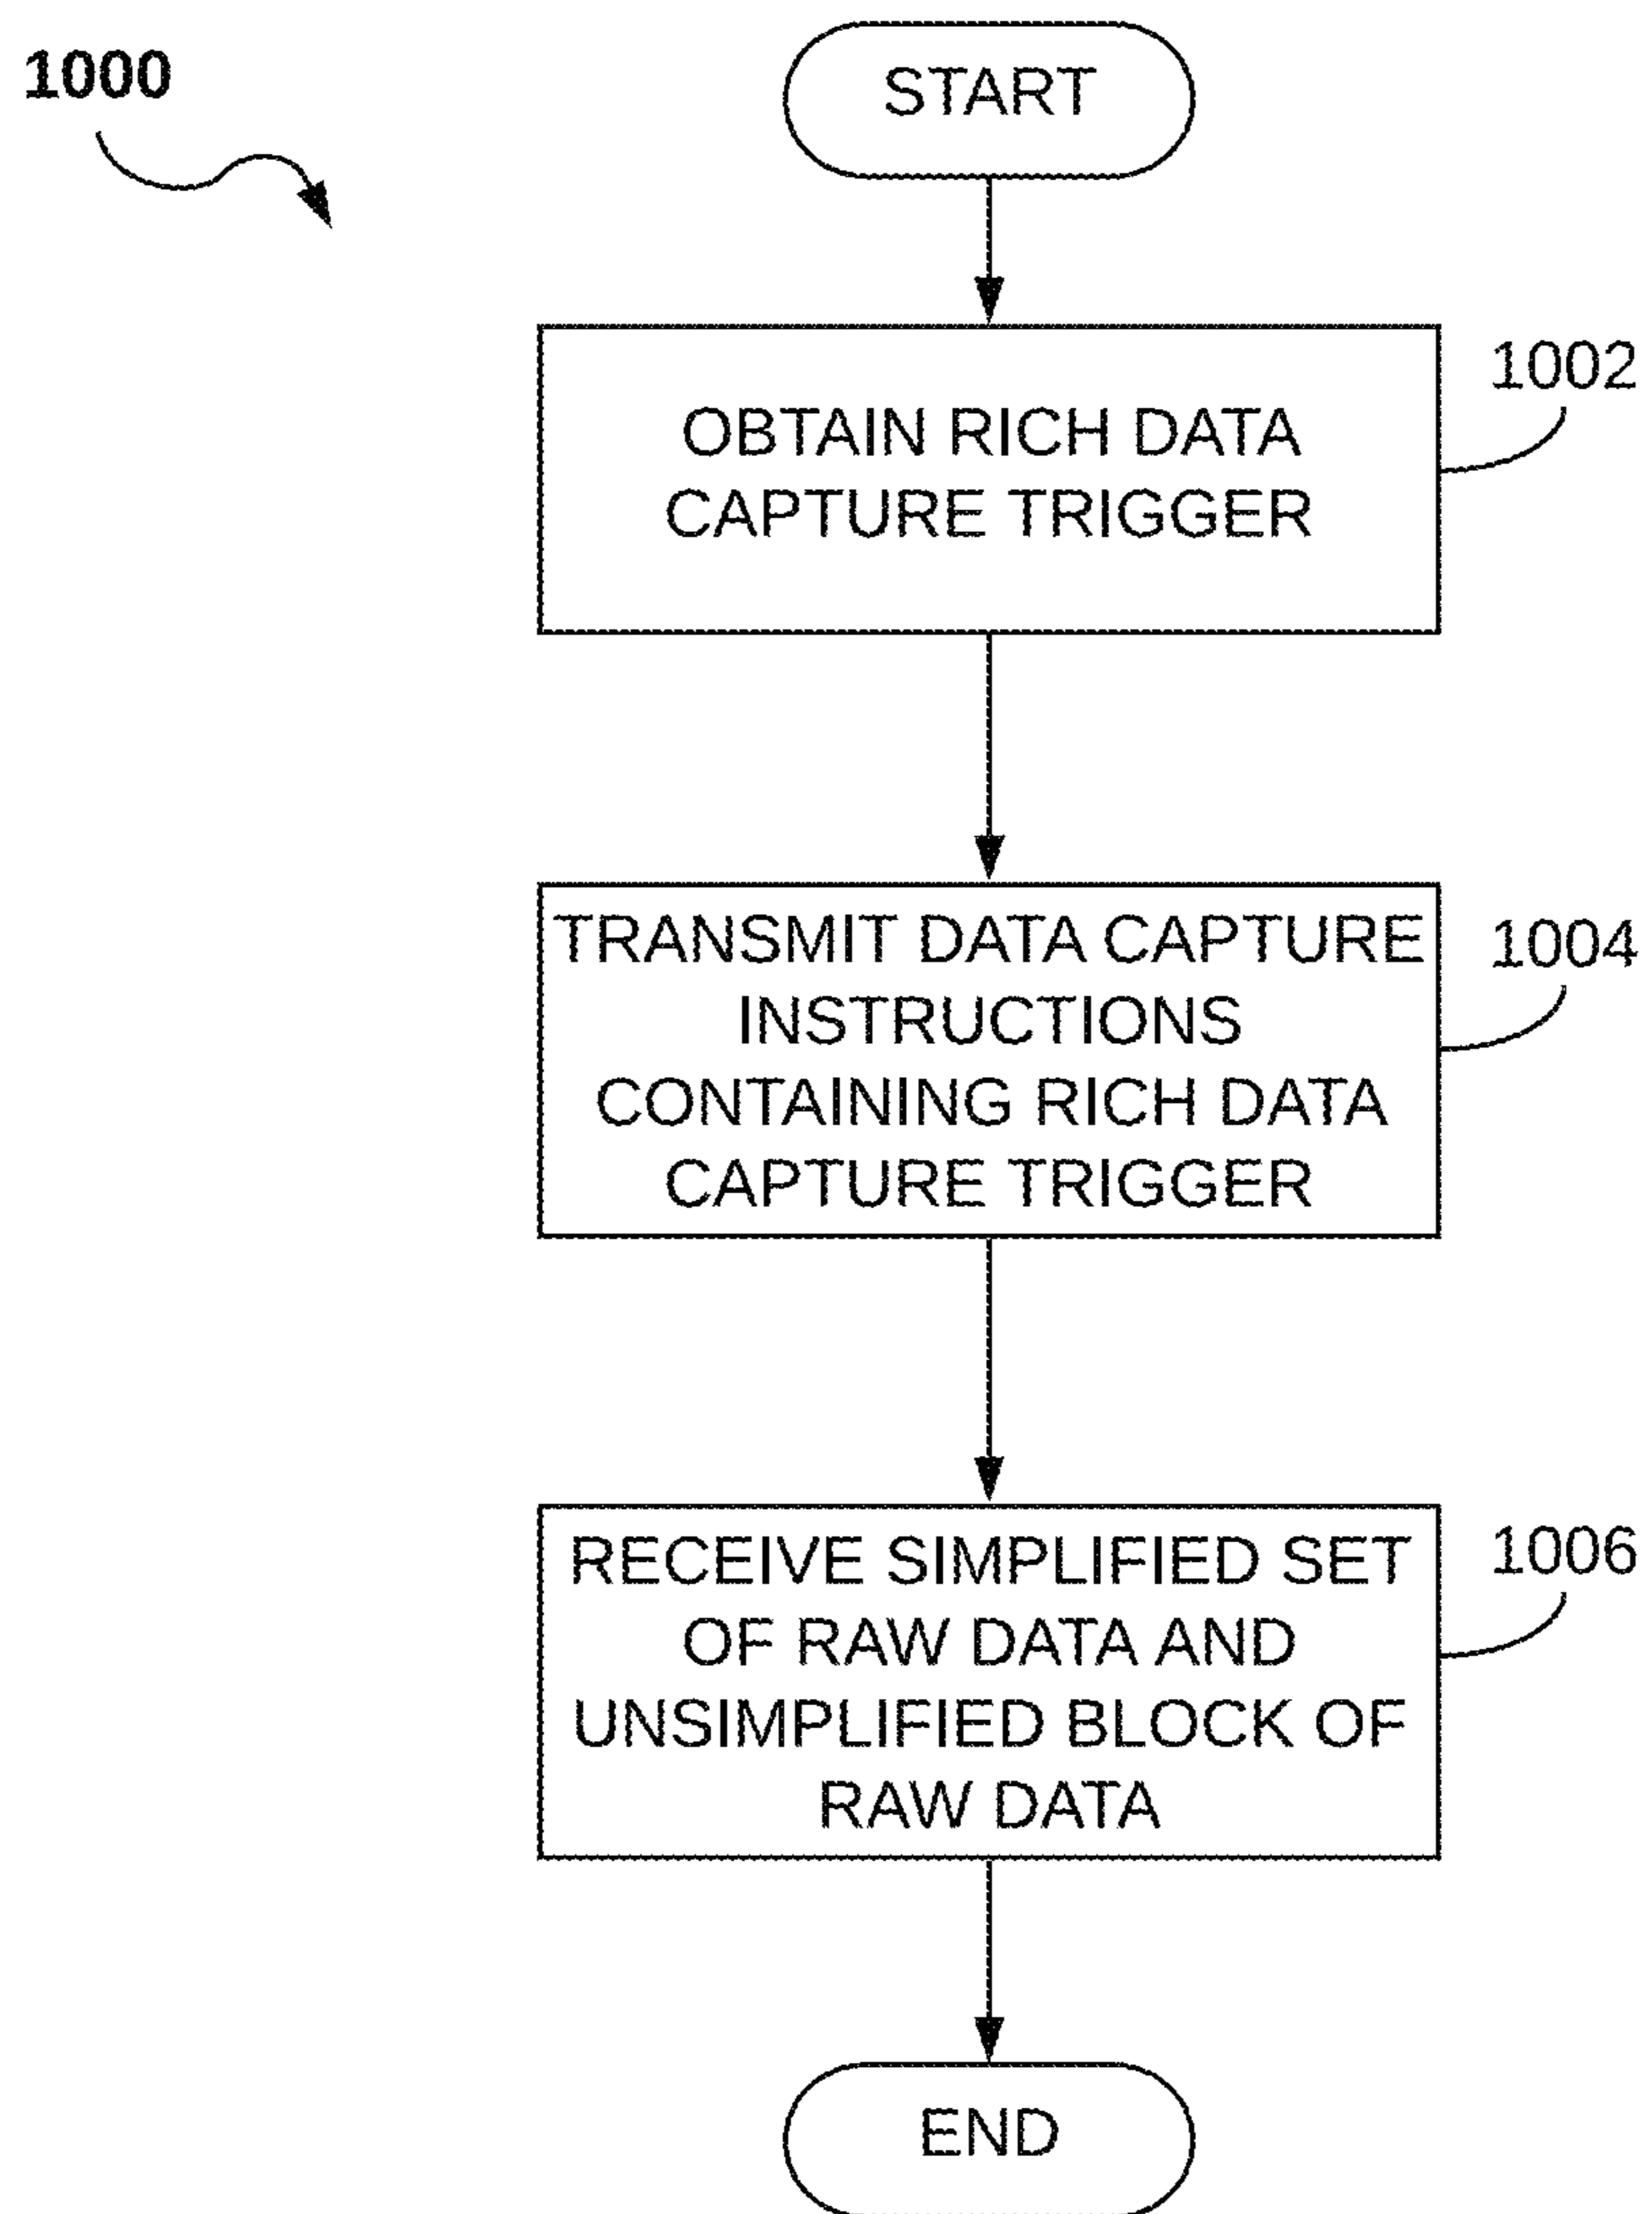 1000
START
1002
OBTAIN RICH DATA
CAPTURE TRIGGER
1004
TRANSMIT DATA CAPTURE
INSTRUCTIONS
CONTAINING RICH DATA
CAPTURE TRIGGER
1006
RECEIVE SIMPLIFIED SET
OF RAW DATA AND
UNSIMPLIFIED BLOCK OF
RAW DATA
END